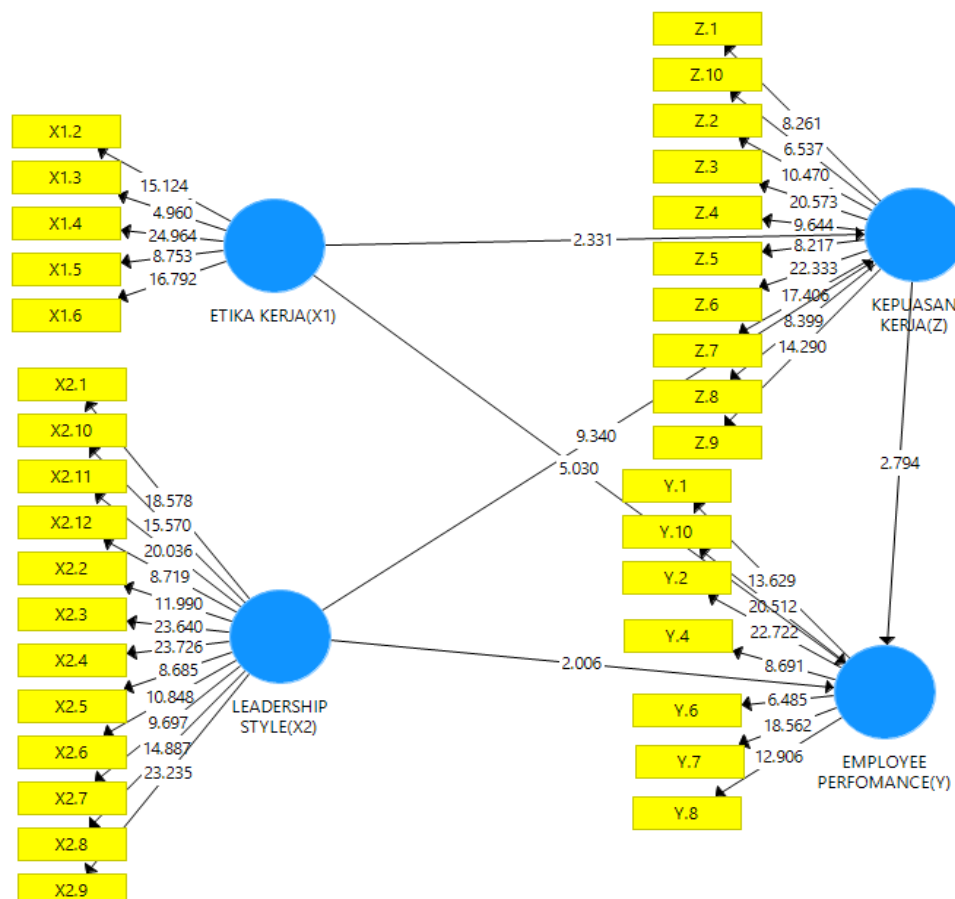 X1.2
X1.3
X1.4
X1.5
X1.6
15.124
4.960
24.964
8.753
16.792
ETIKA KERJA(X1)
X2.1
X2.10
X2.11
X2.12
X2.2
X2.3
X2.4
X2.5
X2.6
X2.7
X2.8
X2.9
18.578
15.570
20.036
8.719
11.990
23.640
23.726
8.685
10.848
9.697
14.887
23.235
LEADERSHIP
STYLE(X2)
2.331
9.340
5.030
2.006
2.794
Z.1
Z.10
Z.2
Z.3
Z.4
Z.5
Z.6
Z.7
Z.8
Z.9
8.261
6.537
10.470
20.573
9.644
8.217
22.333
17.406
8.399
14.290
KEPUASAN
KERJA(Z)
Y.1
Y.10
Y.2
Y.4
Y.6
Y.7
Y.8
13.629
20.512
22.722
8.691
6.485
18.562
12.906
EMPLOYEE
PERFOMANCE(Y)